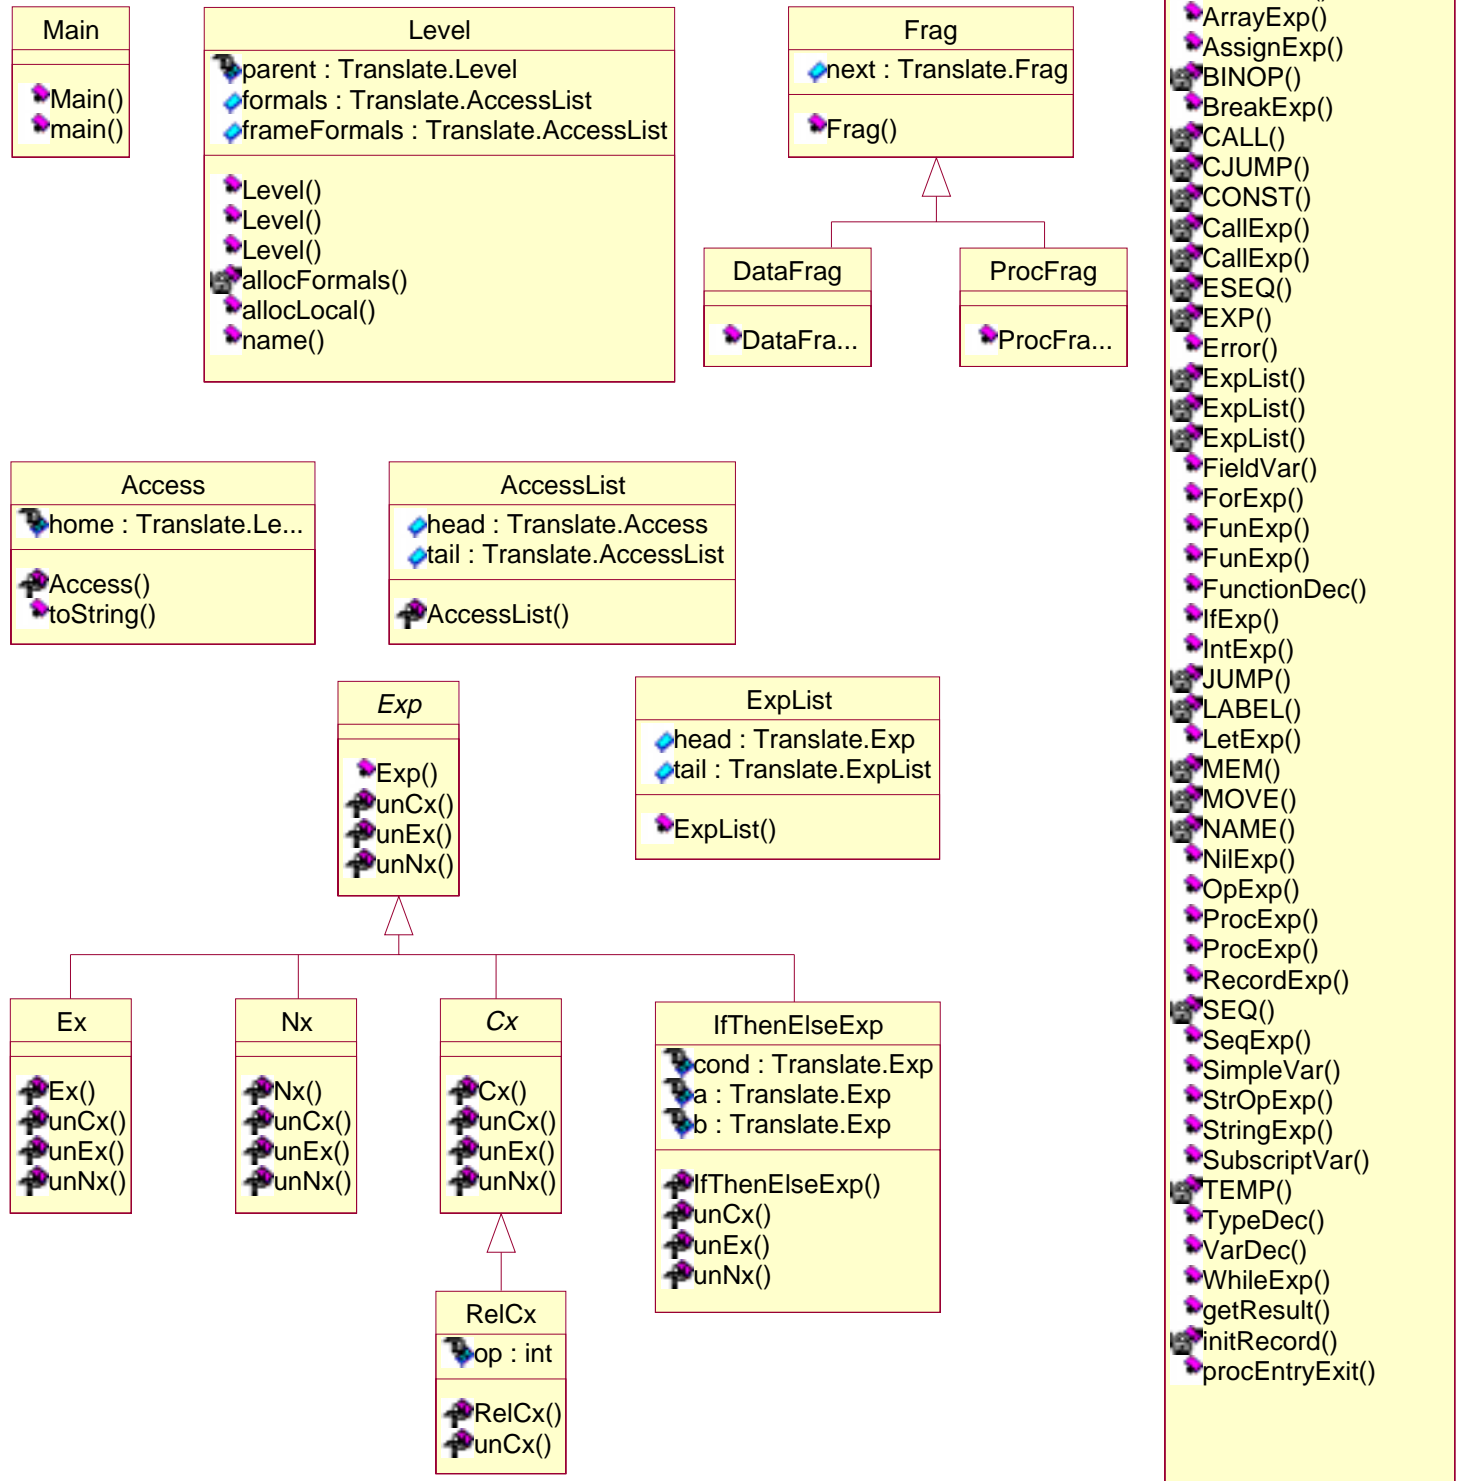 Main
Main()
main()
Level
parent : Translate.Level
formals : Translate.AccessList
frameFormals : Translate.AccessList
Level()
Level()
Level()
allocFormals()
allocLocal()
name()
Frag
next : Translate.Frag
Frag()
DataFrag
DataFra...
ProcFrag
ProcFra...
Access
home : Translate.Le...
Access()
toString()
AccessList
head : Translate.Access
tail : Translate.AccessList
AccessList()
Exp
Exp()
unCx()
unEx()
unNx()
ExpList
head : Translate.Exp
tail : Translate.ExpList
ExpList()
Ex
Ex()
unCx()
unEx()
unNx()
Nx
Nx()
unCx()
unEx()
unNx()
Cx
Cx()
unCx()
unEx()
unNx()
IfThenElseExp
cond : Translate.Exp
a : Translate.Exp
b : Translate.Exp
IfThenElseExp()
unCx()
unEx()
unNx()
RelCx
op : int
RelCx()
unCx()
ArrayExp()
AssignExp()
BINOP()
BreakExp()
CALL()
CJUMP()
CONST()
CallExp()
CallExp()
ESEQ()
EXP()
Error()
ExpList()
ExpList()
ExpList()
FieldVar()
ForExp()
FunExp()
FunExp()
FunctionDec()
IfExp()
IntExp()
JUMP()
LABEL()
LetExp()
MEM()
MOVE()
NAME()
NilExp()
OpExp()
ProcExp()
ProcExp()
RecordExp()
SEQ()
SeqExp()
SimpleVar()
StrOpExp()
StringExp()
SubscriptVar()
TEMP()
TypeDec()
VarDec()
WhileExp()
getResult()
initRecord()
procEntryExit()